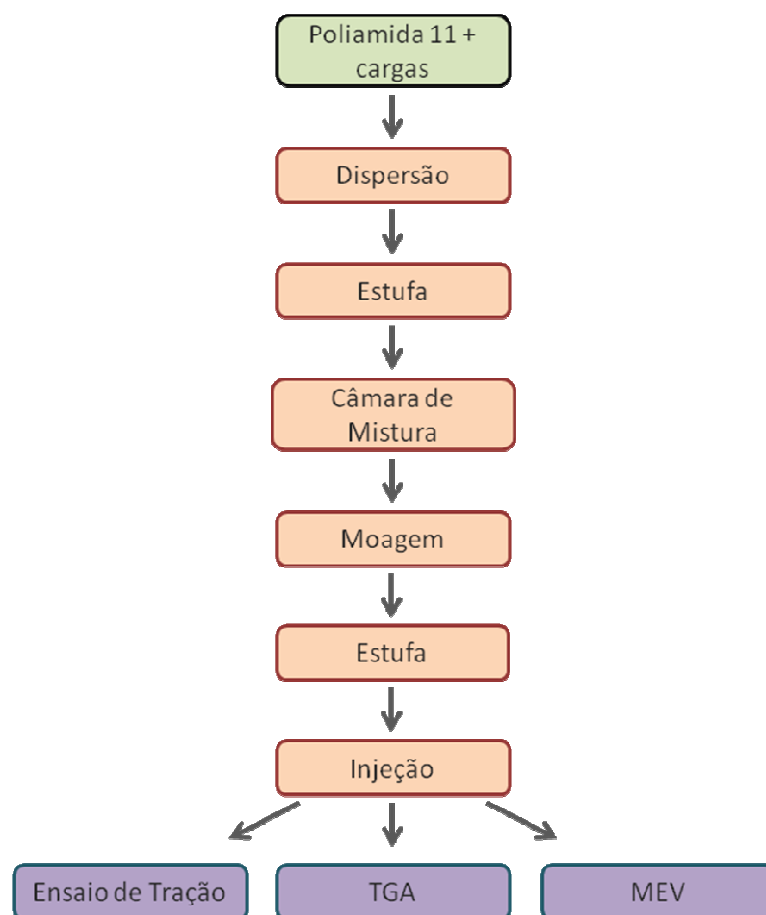 Poliamida 11 +
cargas
Dispersão
Estufa
Câmara de
Mistura
Moagem
Estufa
Injeção
Ensaio de Tração
TGA
MEV